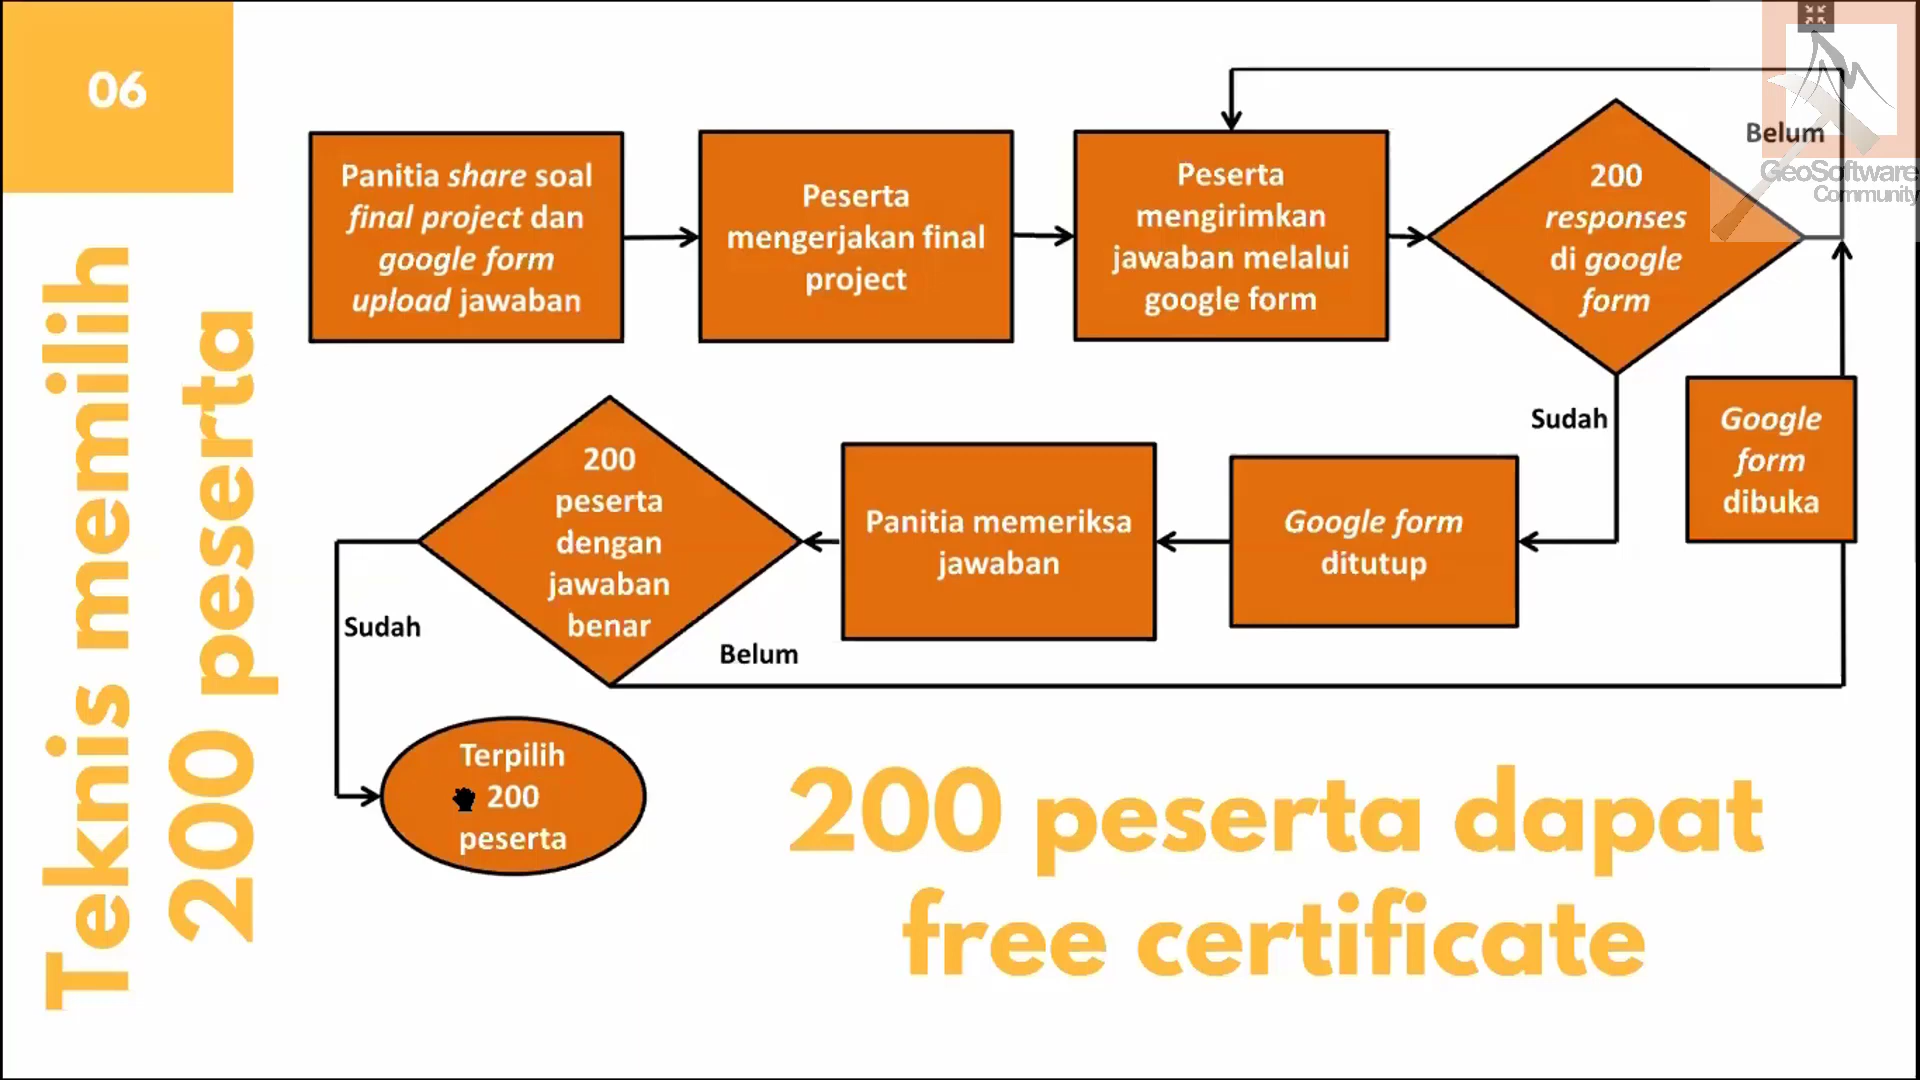 06
Teknis memilih
200 peserta
Panitia share soal
final project dan
google form
upload jawaban
Peserta
mengerjakan final
project
Peserta
mengirimkan
jawaban melalui
google form
200
responses
di google
form
Belum
GeoSoftware
Community
Sudah
Google
form
dibuka
Google form
ditutup
Panitia memeriksa
jawaban
200
peserta
dengan
jawaban
benar
Belum
Sudah
Terpilih
200
peserta
200 peserta dapat
free certificate